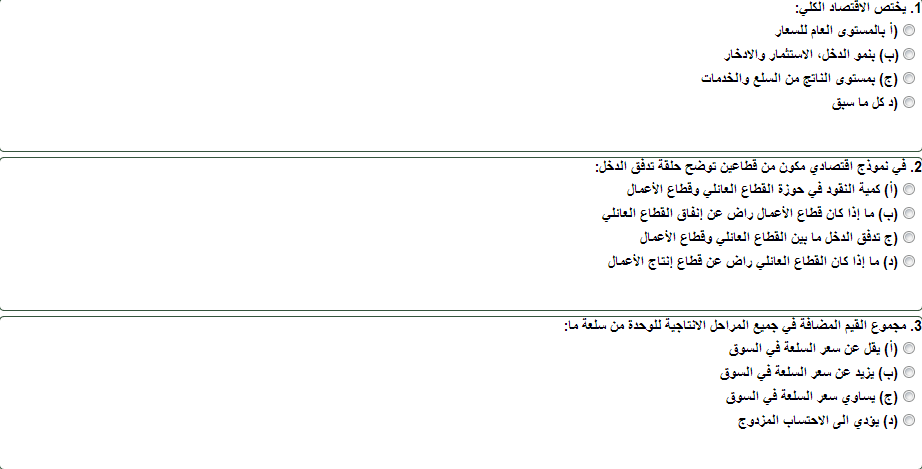 1. يختص الاقتصاد الكلي:
(أ بالمستوى العام للسعار
(ب) بنمو الدخل، الاستثمار والادخار
(ج) بمستوى الناتج من السلع والخدمات
(د كل ما سبق
2. في نموذج اقتصادي مكون من قطاعين توضح حلقة تدفق الدخل:
(أ) كمية النقود في حوزة القطاع العائلي وقطاع الأعمال
(ب) ما إذا كان قطاع الأعمال راض عن إنفاق القطاع العائلي
(ج تدفق الدخل ما بين القطاع العائلي وقطاع الأعمال
(د) ما إذا كان القطاع العائلي راض عن قطاع إنتاج الأعمال
3. مجموع القيم المضافة في جميع المراحل الانتاجية للوحدة من سلعة ما:
(أ) يقل عن سعر السلعة في السوق
(ب) يزيد عن سعر السلعة في السوق
(ج) يساوي سعر السلعة في السوق
(د) يؤدي الى الاحتساب المزدوج